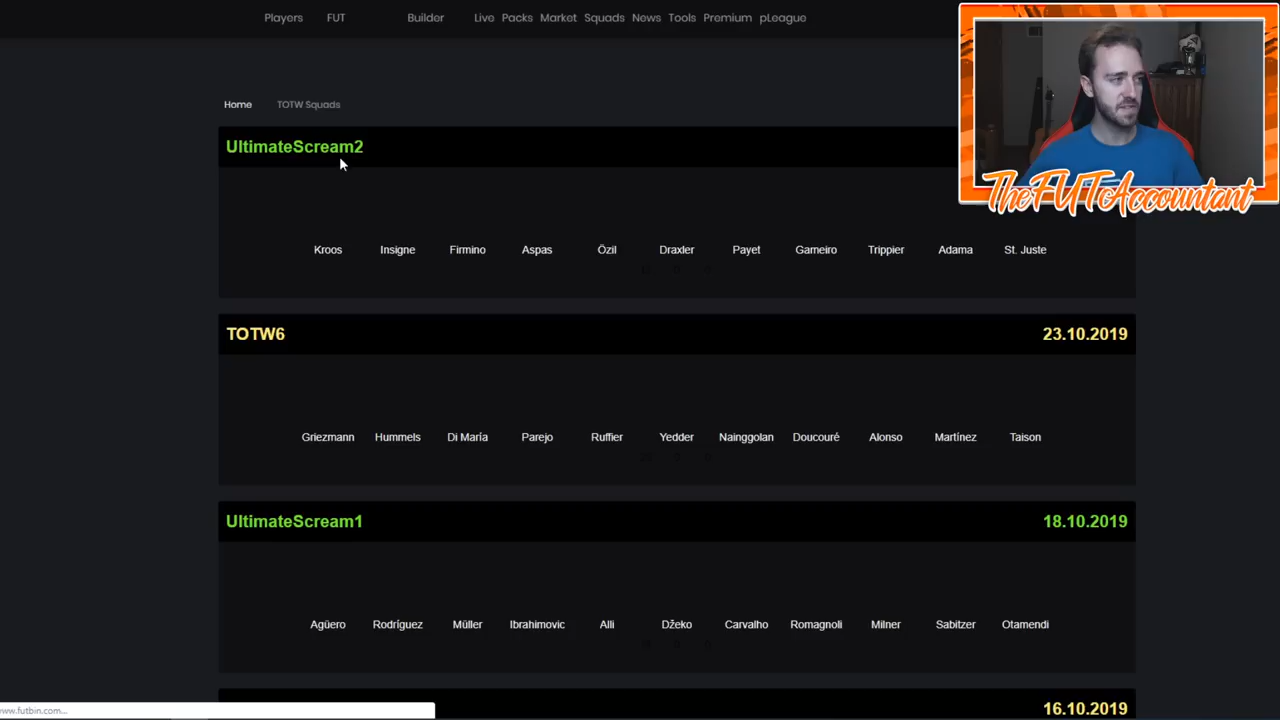 Players FUT Builder Live Packs Market Squads News Tools Premium pLeague
TheFUTAccountant
Home TOTW Squads
UltimateScream2
Kroos Insigne Firmino Aspas Özil Draxler Payet Gameiro Trippier Adama St. Juste
TOTW6 23.10.2019
Griezmann Hummels Di María Parejo Ruffier Yedder Nainggolan Doucouré Alonso Martínez Taison
UltimateScream1 18.10.2019
Agüero Rodríguez Müller Ibrahimovic Alli Džeko Carvalho Romagnoli Milner Sabitzer Otamendi
16.10.2019
www.futbin.com...